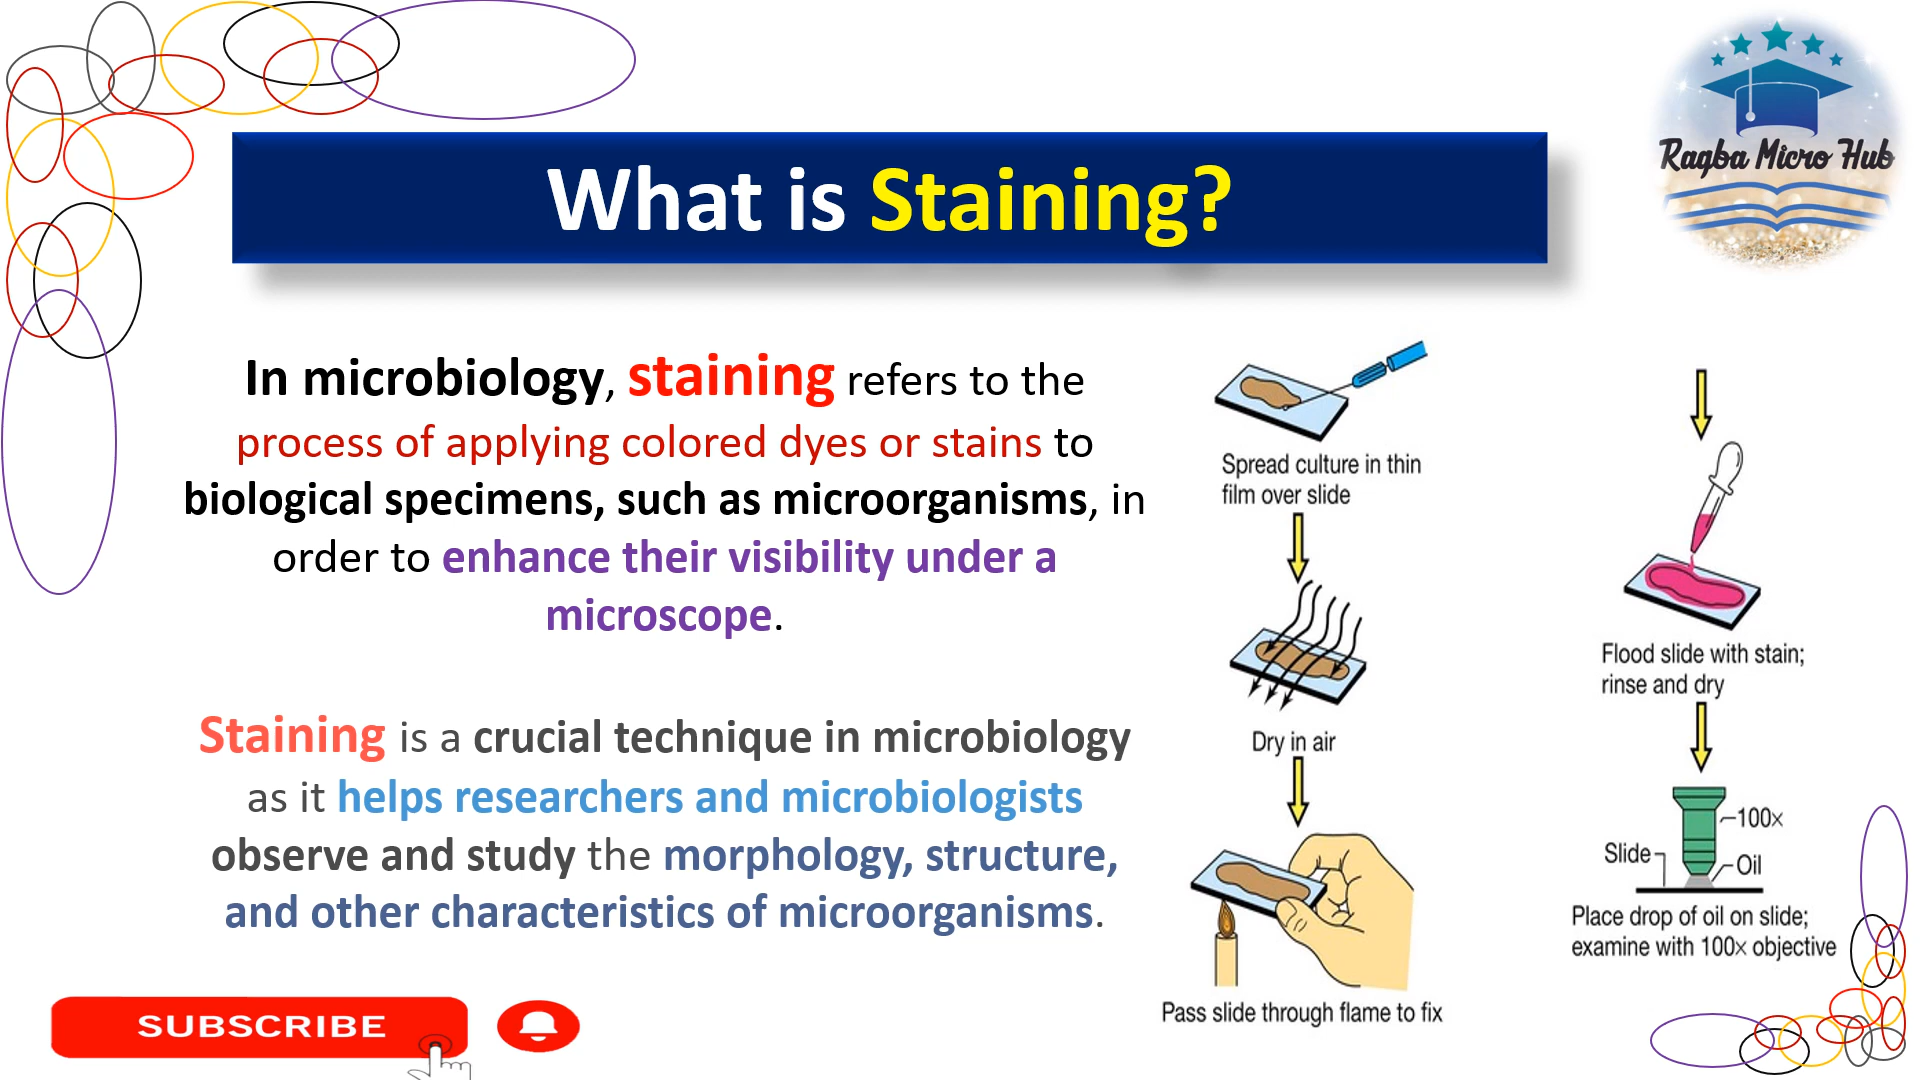 What is Staining?
Ragba Micro Hub
In microbiology, staining refers to the
process of applying colored dyes or stains to
biological specimens, such as microorganisms, in
order to enhance their visibility under a
microscope.
Staining is a crucial technique in microbiology
as it helps researchers and microbiologists
observe and study the morphology, structure,
and other characteristics of microorganisms.
Spread culture in thin
film over slide
Dry in air
Pass slide through flame to fix
Flood slide with stain;
rinse and dry
100×
Slide
Oil
Place drop of oil on slide;
examine with 100× objective
SUBSCRIBE